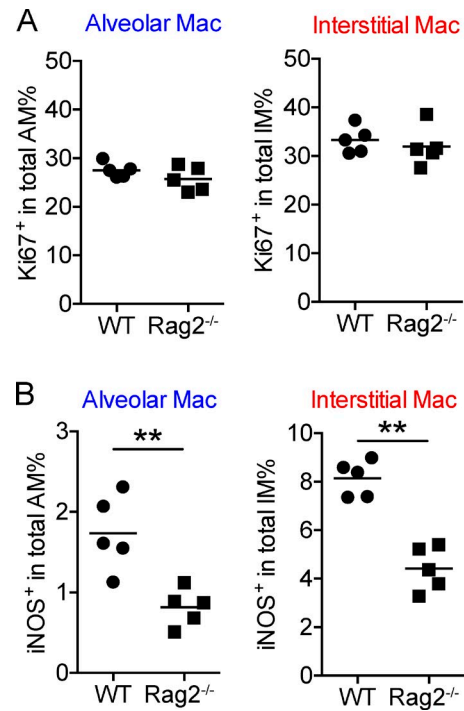 A
Alveolar Mac
Interstitial Mac
Ki67⁺ in total AM%
50
40
30
20
10
0
WT Rag2⁻/⁻
Ki67⁺ in total IM%
50
40
30
20
10
0
WT Rag2⁻/⁻
B
Alveolar Mac
Interstitial Mac
iNOS⁺ in total AM%
3
2
1
0
**
WT Rag2⁻/⁻
iNOS⁺ in total IM%
10
8
6
4
2
0
**
WT Rag2⁻/⁻